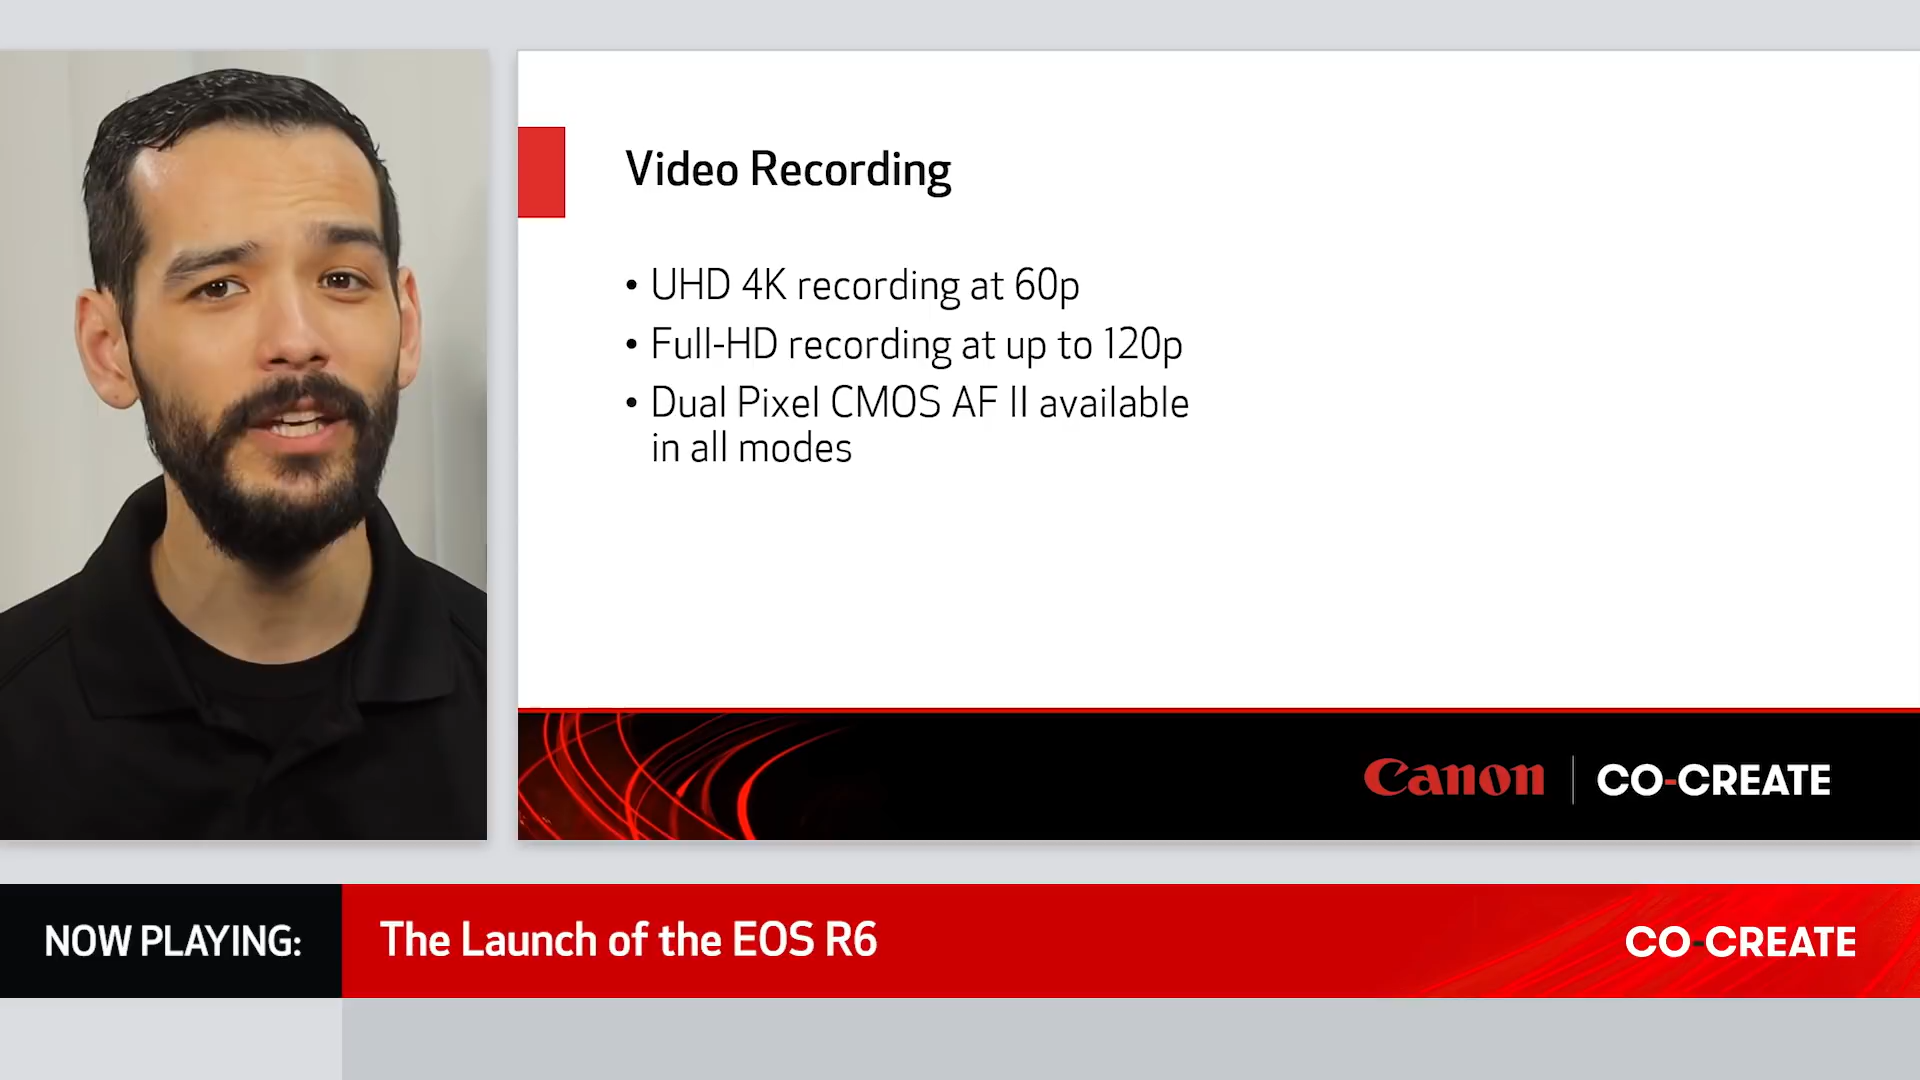 Video Recording
• UHD 4K recording at 60p
• Full-HD recording at up to 120p
• Dual Pixel CMOS AF II available
in all modes
Canon | CO-CREATE
NOW PLAYING: The Launch of the EOS R6 CO-CREATE